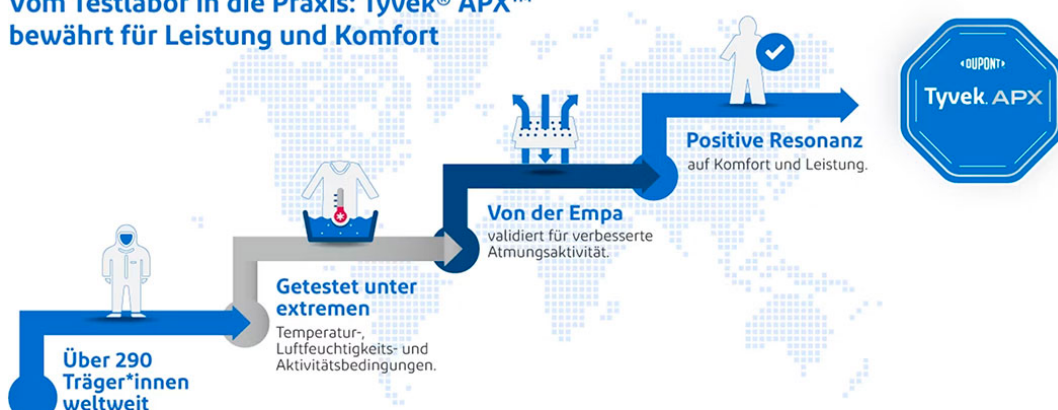 Vom Testlabor in die Praxis: Tyvek® APX™
bewährt für Leistung und Komfort
‹DUPONT›
Tyvek. APX
Positive Resonanz
auf Komfort und Leistung.
Von der Empa
validiert für verbesserte
Atmungsaktivität.
Getestet unter
extremen
Temperatur-,
Luftfeuchtigkeits- und
Aktivitätsbedingungen.
Über 290
Träger*innen
weltweit